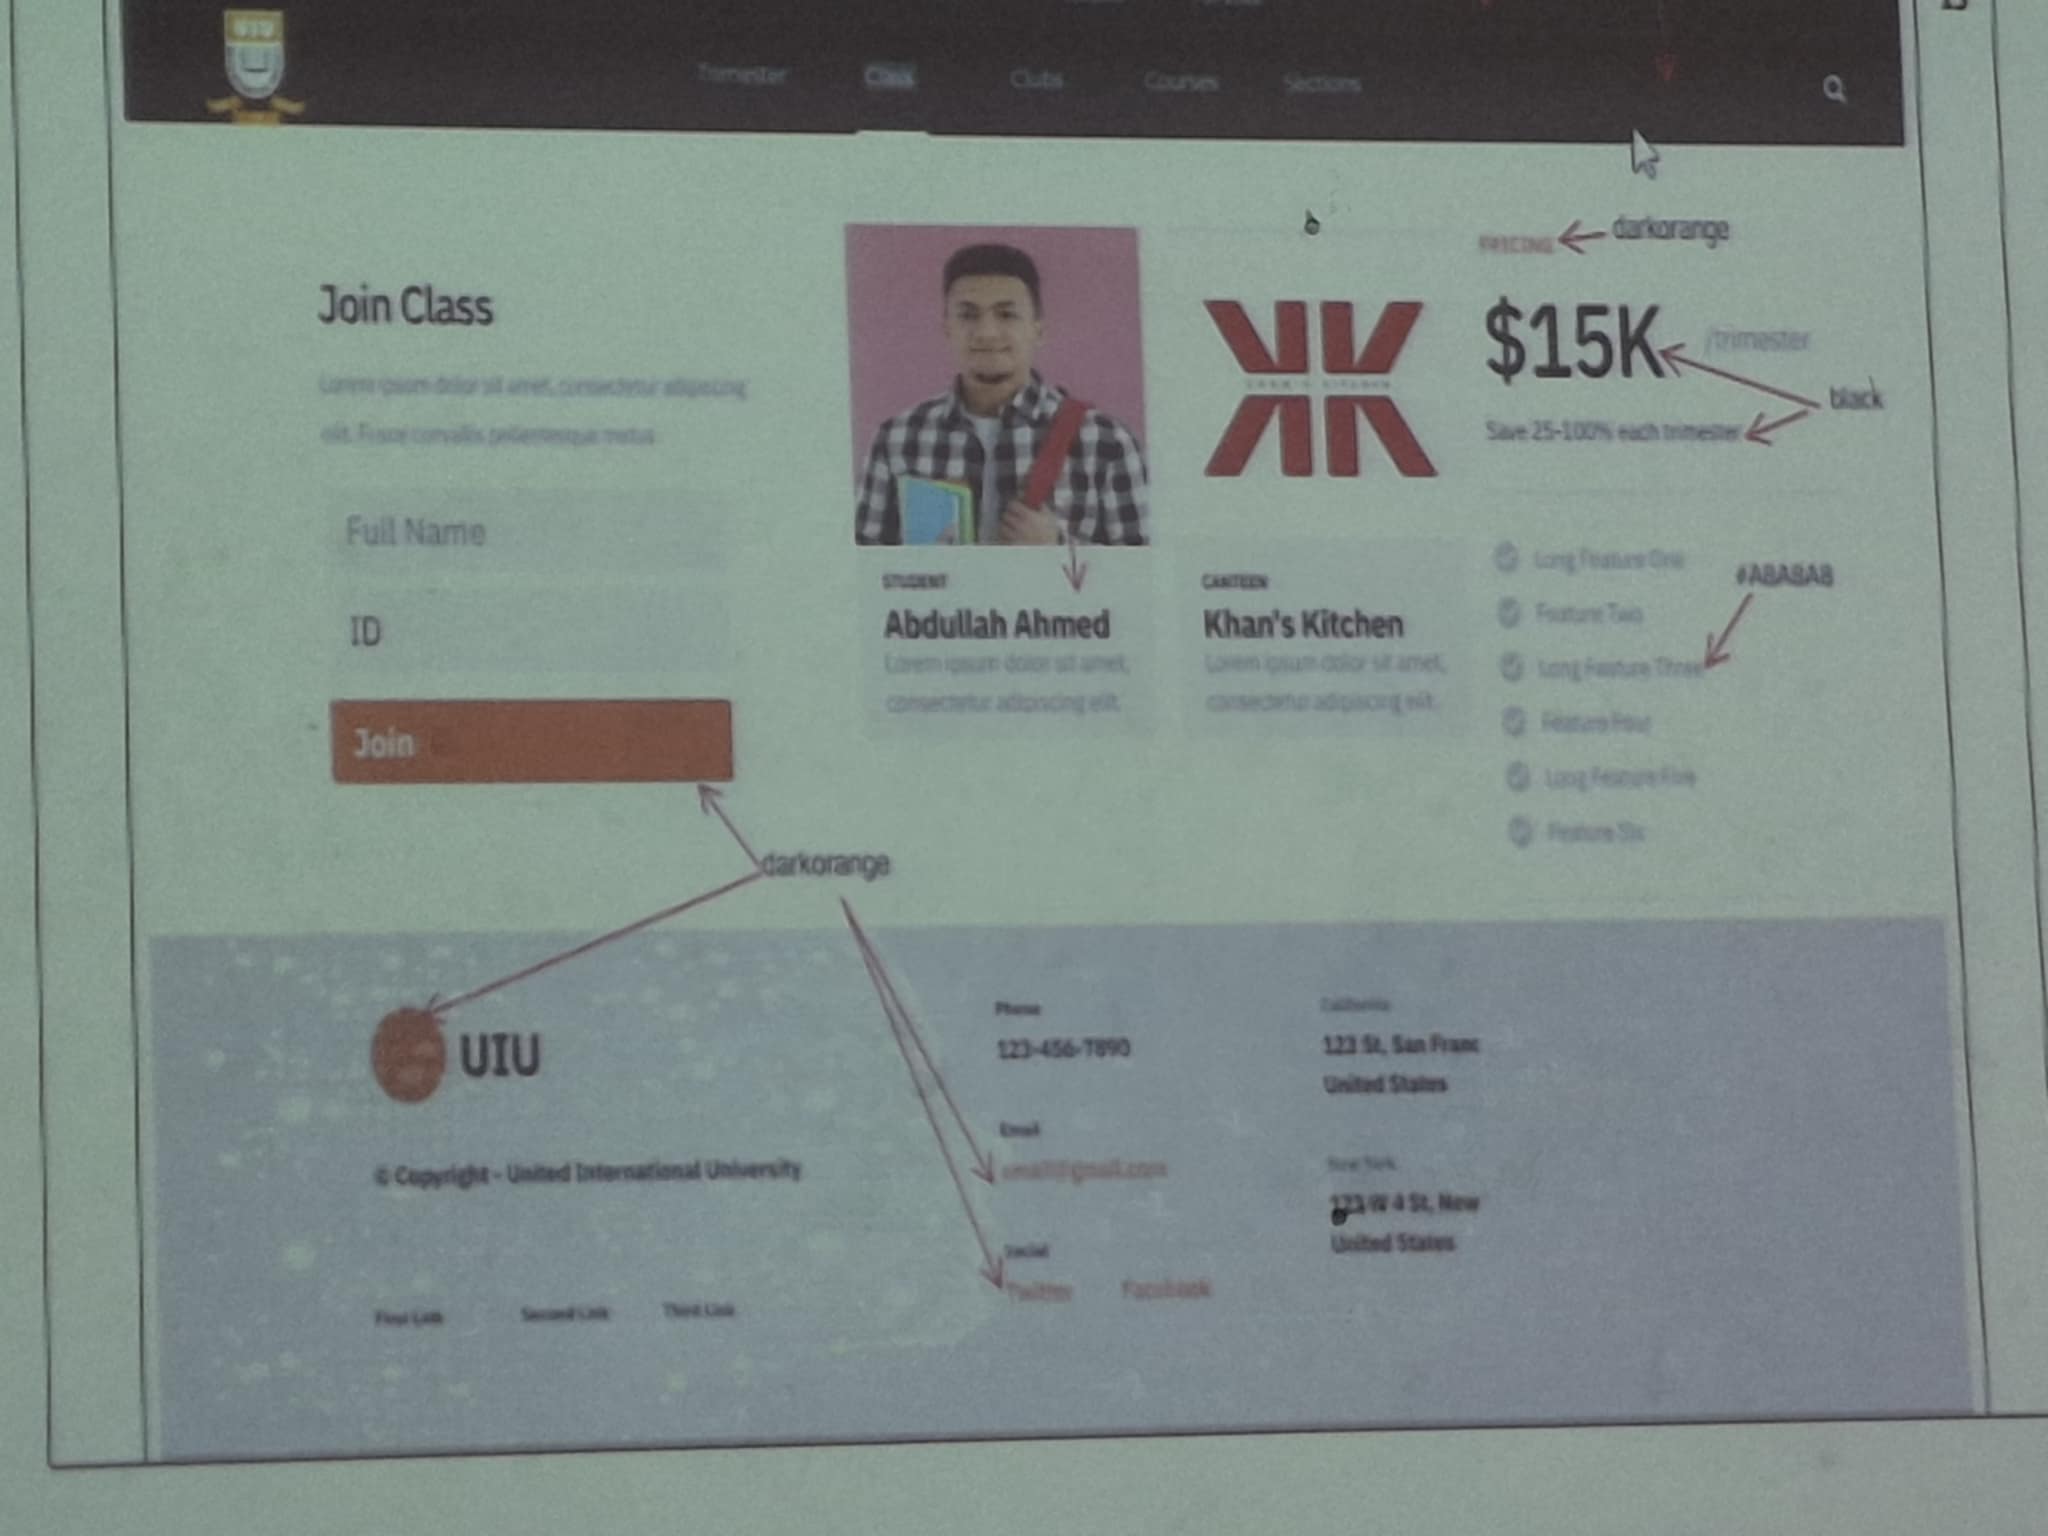 UIU
Trimester Class Clubs Courses Sections
PRICING darkorange
Join Class
$15K /trimester
black
Lorem ipsum dolor sit amet, consectetur adipiscing
elit. Fusce convallis pellentesque metus
KHAN'S KITCHEN
Save 25-100% each trimester
Full Name
ID
Join
STUDENT
Abdullah Ahmed
Lorem ipsum dolor sit amet,
consectetur adipiscing elit.
CANTEEN
Khan's Kitchen
Lorem ipsum dolor sit amet,
consectetur adipiscing elit.
Long Feature One
#A8A8A8
Feature Two
Long Feature Three
Feature Four
Long Feature Five
Feature Six
darkorange
UIU
© Copyright - United International University
First Link Second Link Third Link
Phone
123-456-7890
Email
email@gmail.com
Social
Twitter Facebook
California
123 St, San Franc
United States
New York
123 W 4 St, New
United States